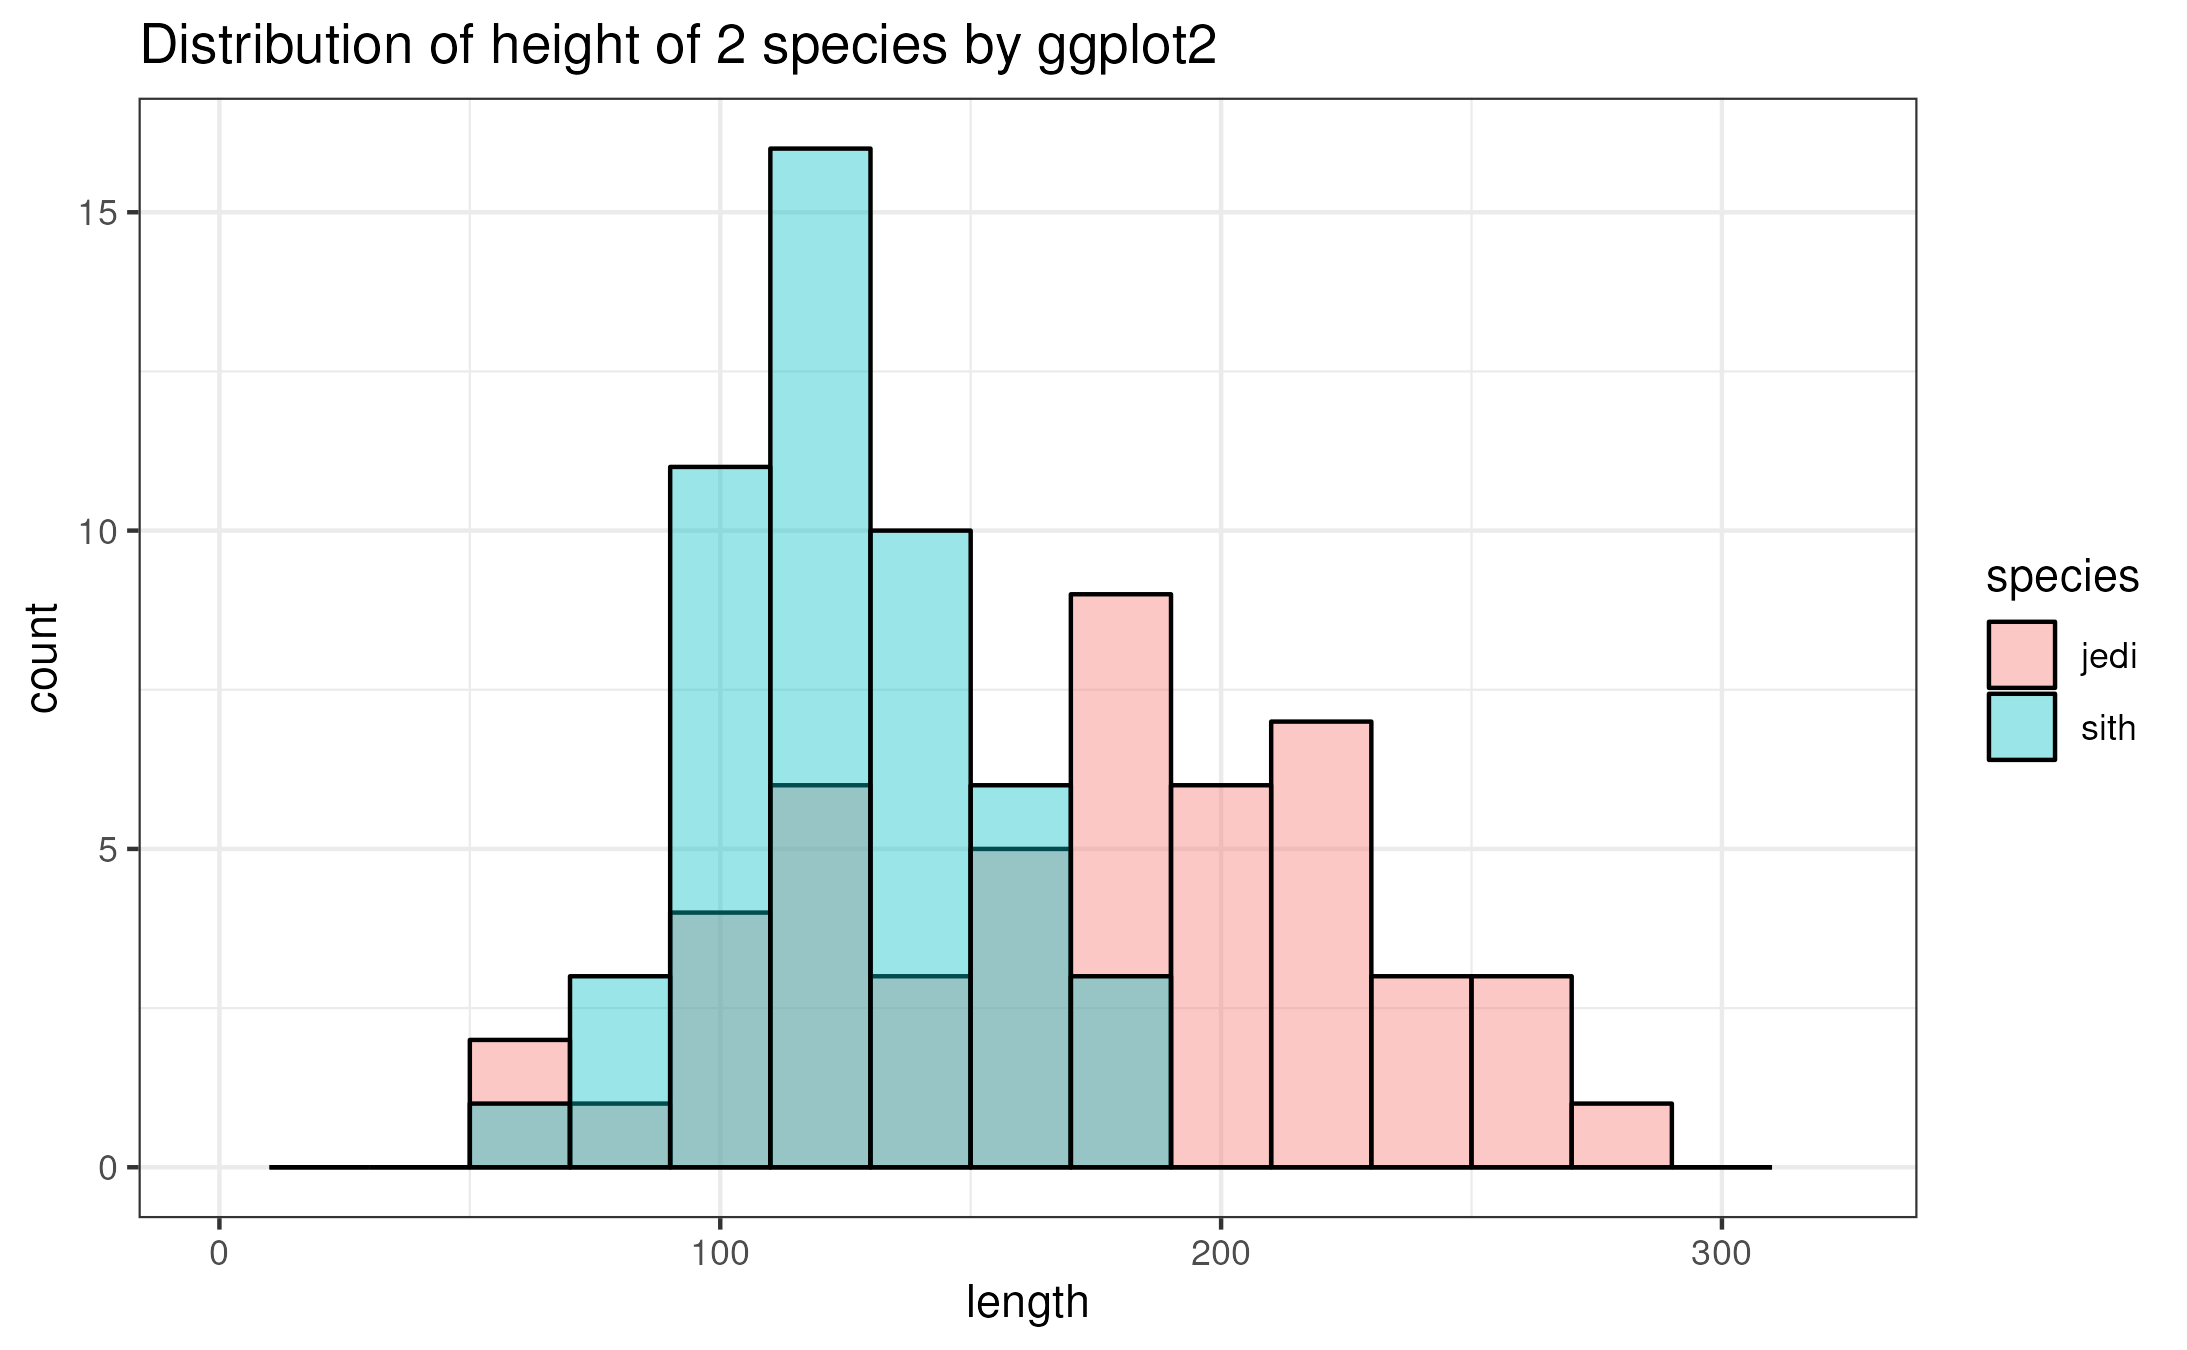 Distribution of height of 2 species by ggplot2
15
10
5
0
count
0 100 200 300
length
species
jedi
sith